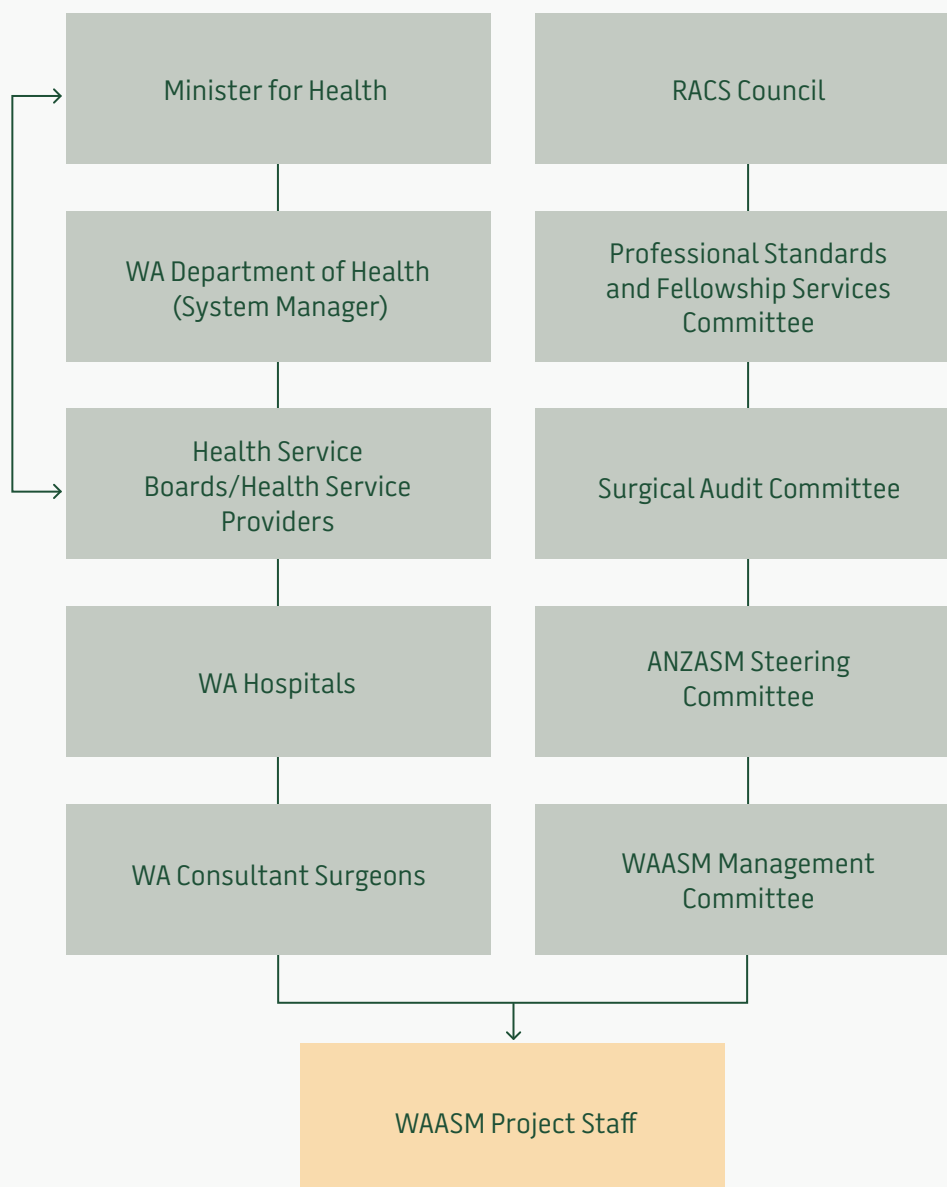 Minister for Health
RACS Council
WA Department of Health
(System Manager)
Professional Standards
and Fellowship Services
Committee
Health Service
Boards/Health Service
Providers
Surgical Audit Committee
WA Hospitals
ANZASM Steering
Committee
WA Consultant Surgeons
WAASM Management
Committee
WAASM Project Staff